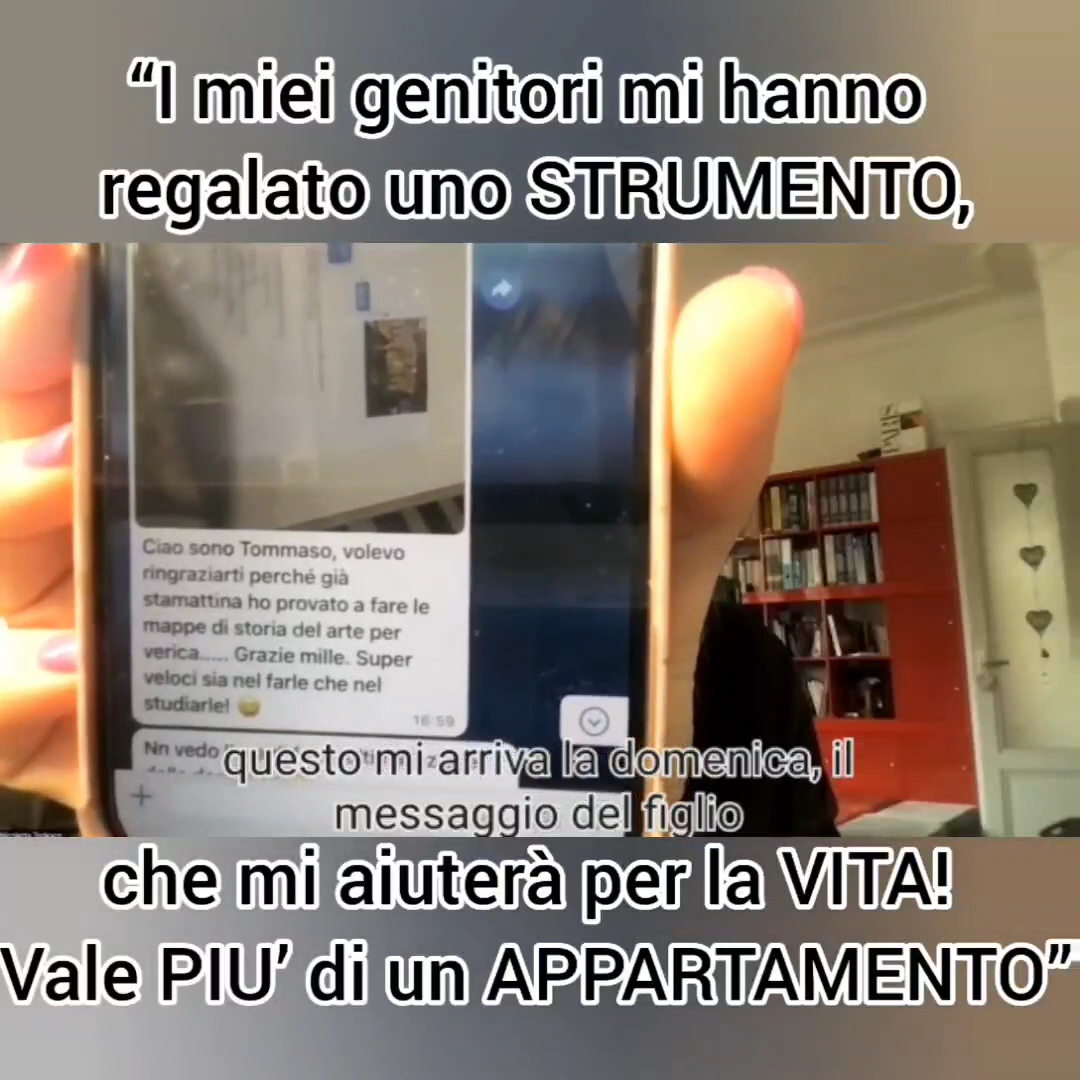 “I miei genitori mi hanno
regalato uno STRUMENTO,
Ciao sono Tommaso, volevo
ringraziarti perché già
stamattina ho provato a fare le
mappe di storia del arte per
verica..... Grazie mille. Super
veloci sia nel farle che nel
studiarle! 😅
16:59
Nn vedo
questo mi arriva la domenica, il
messaggio del figlio
che mi aiuterà per la VITA!
Vale PIU’ di un APPARTAMENTO”